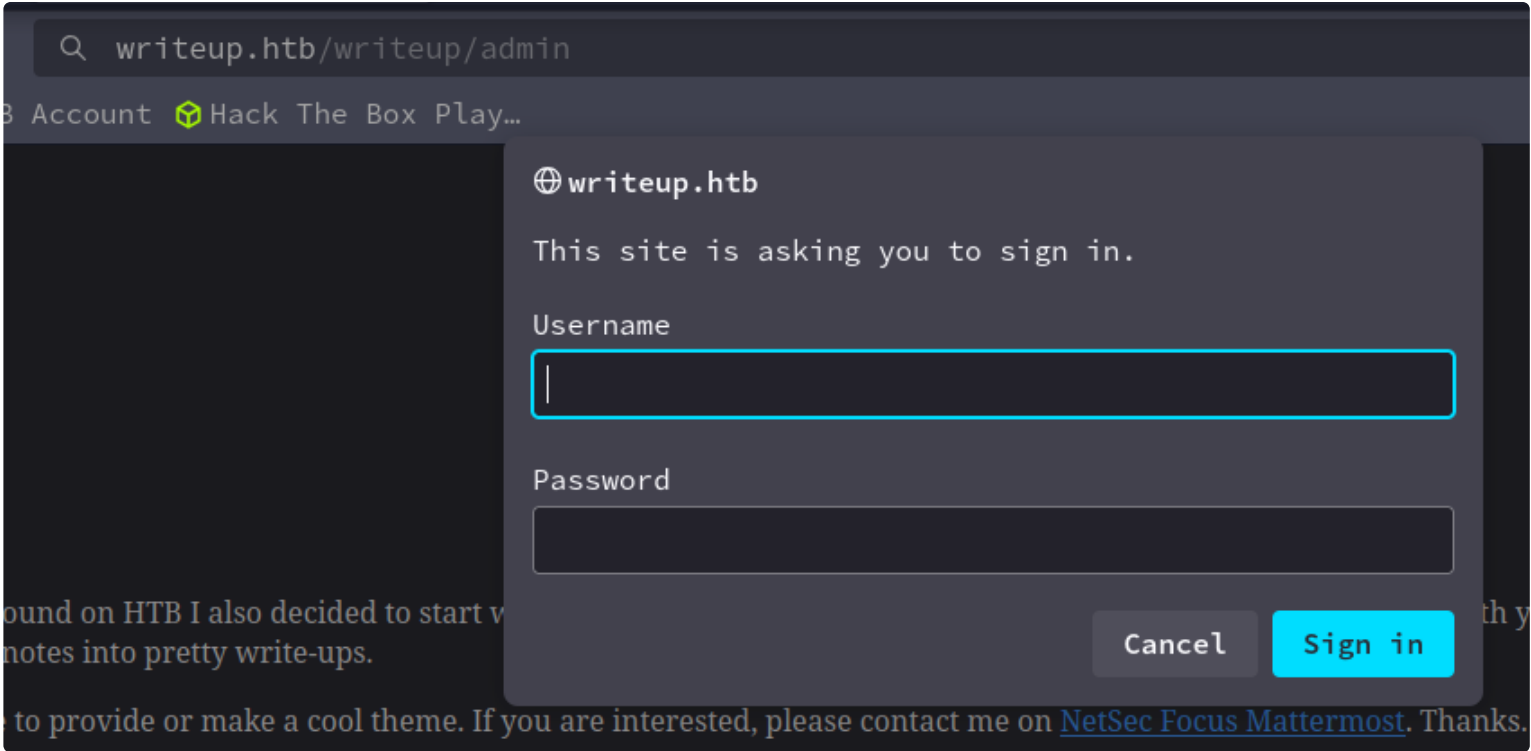 writeup.htb/writeup/admin
Account Hack The Box Play…
writeup.htb
This site is asking you to sign in.
Username
Password
Cancel Sign in
ound on HTB I also decided to start
notes into pretty write-ups.
to provide or make a cool theme. If you are interested, please contact me on NetSec Focus Mattermost. Thanks.